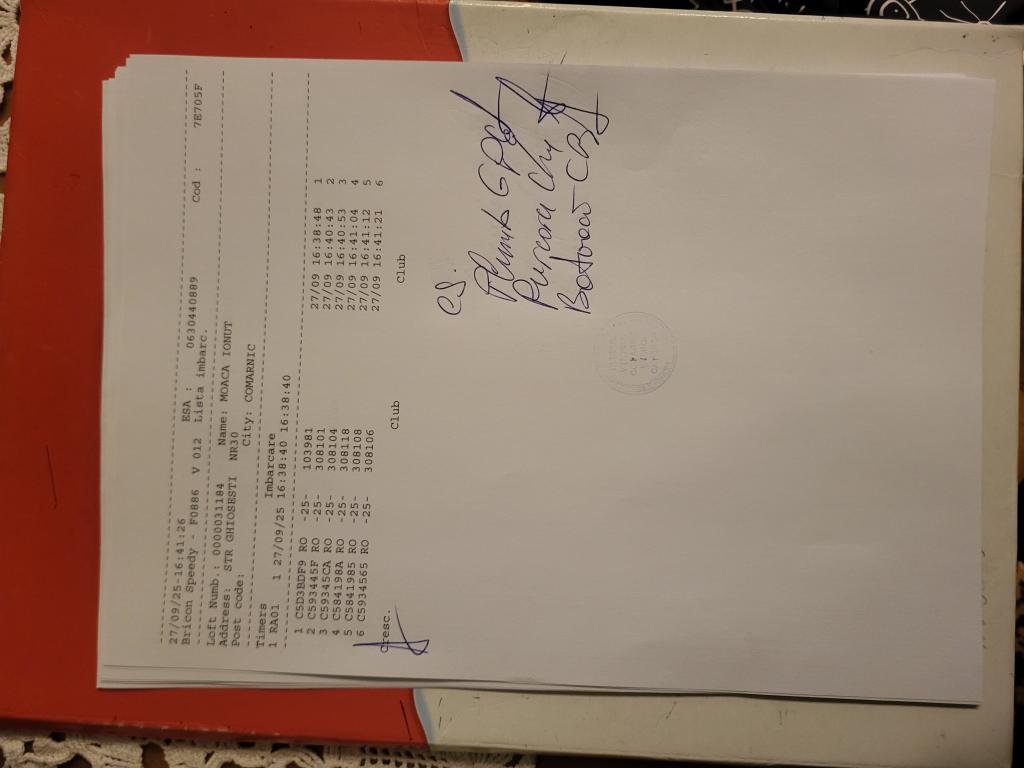 27/09/25-16:41:26
Bricon Speedy - F0886 V 012 ESA : 0630440889 Cod : 7E705F
Lista imbarc.
Loft Numb.: 0000031184 Name: MOACA IONUT
Address: STR GHIOSESTI NR30
Post code: City: COMARNIC
Timers Imbarcare
1 RA01 1 27/09/25 16:38:40 16:38:40
1 C5D3BDF9 RO -25- 103981 27/09 16:38:48 1
2 C593445F RO -25- 308101 27/09 16:40:43 2
3 C59345CA RO -25- 308104 27/09 16:40:53 3
4 C584198A RO -25- 308118 27/09 16:41:04 4
5 C5841985 RO -25- 308108 27/09 16:41:12 5
6 C5934565 RO -25- 308106 27/09 16:41:21 6
Cresc. Club Club
CS.